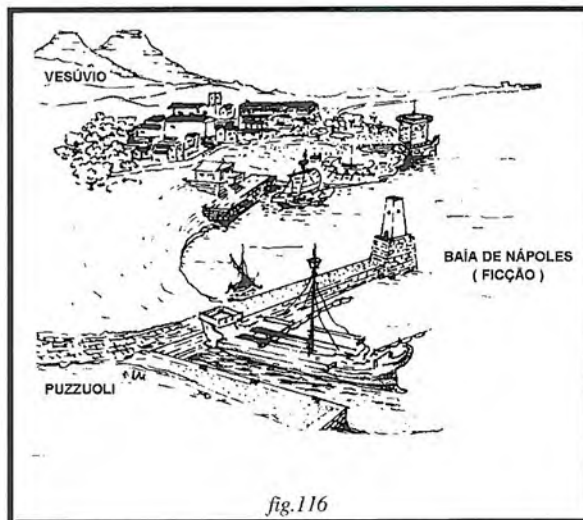 VESÚVIO
BAÍA DE NÁPOLES
( FICÇÃO )
PUZZUOLI
fig.116